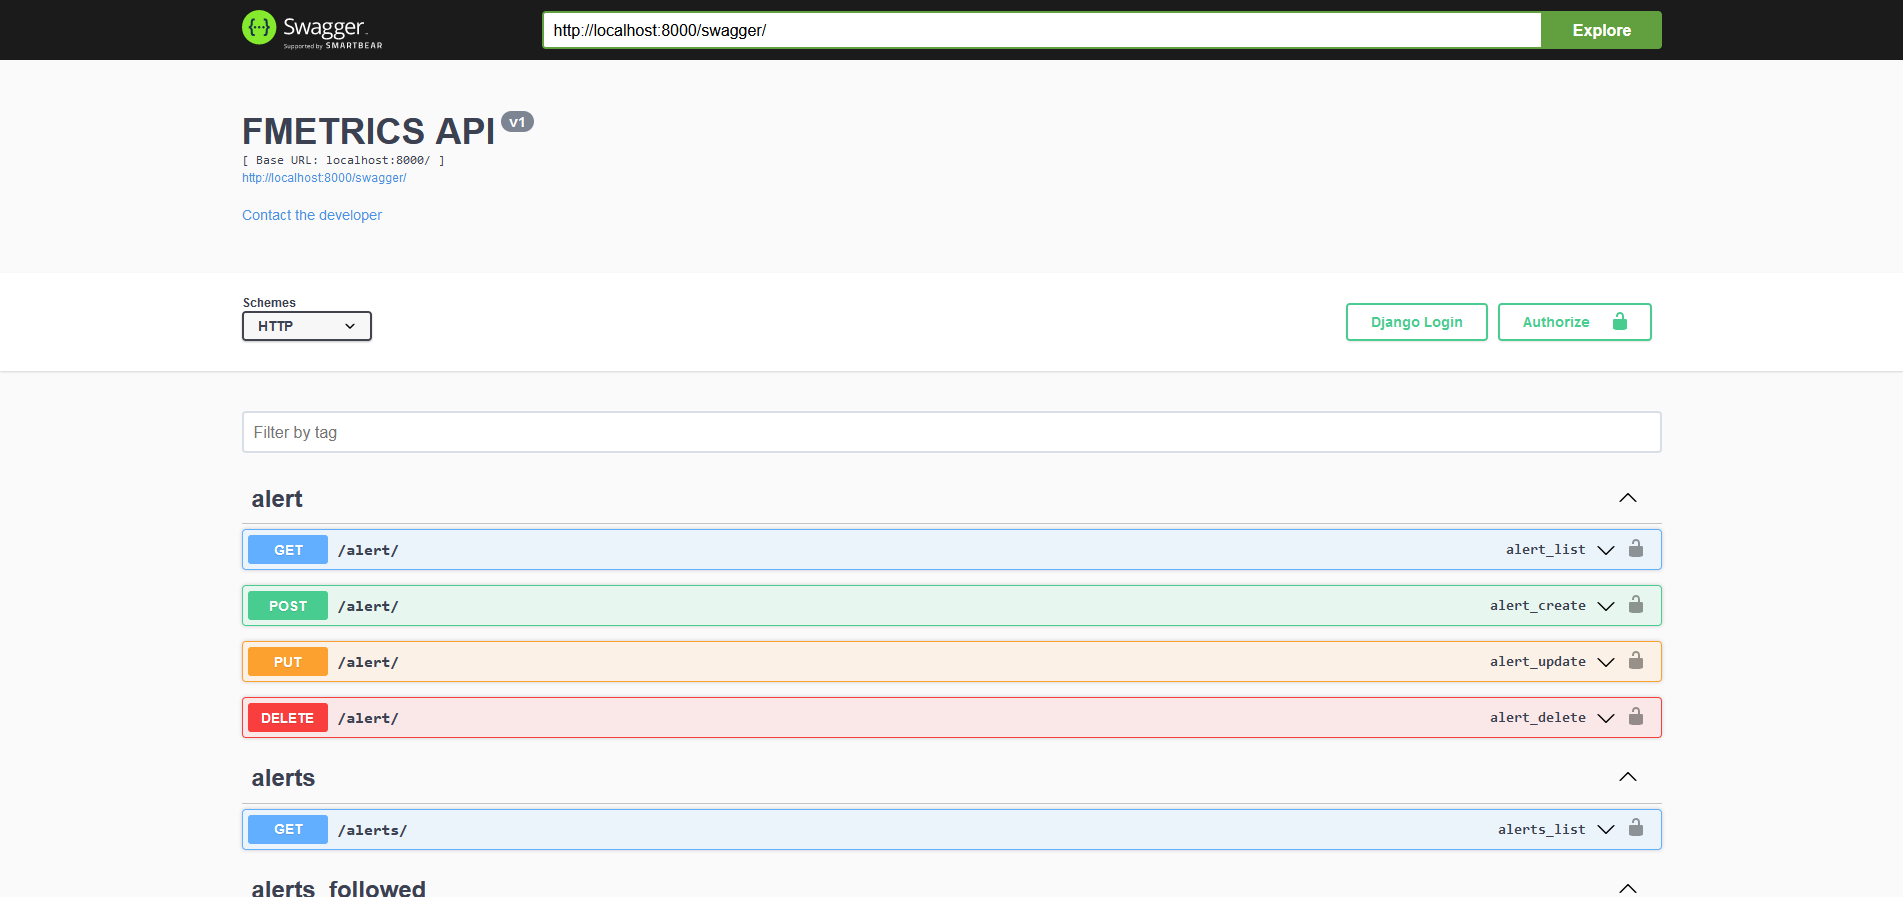 Swagger
Supported by SMARTBEAR
http://localhost:8000/swagger/
Explore
FMETRICS API v1
[ Base URL: localhost:8000/ ]
http://localhost:8000/swagger/
Contact the developer
Schemes
HTTP
Django Login
Authorize
Filter by tag
alert
GET /alert/ alert_list
POST /alert/ alert_create
PUT /alert/ alert_update
DELETE /alert/ alert_delete
alerts
GET /alerts/ alerts_list
alerts_followed